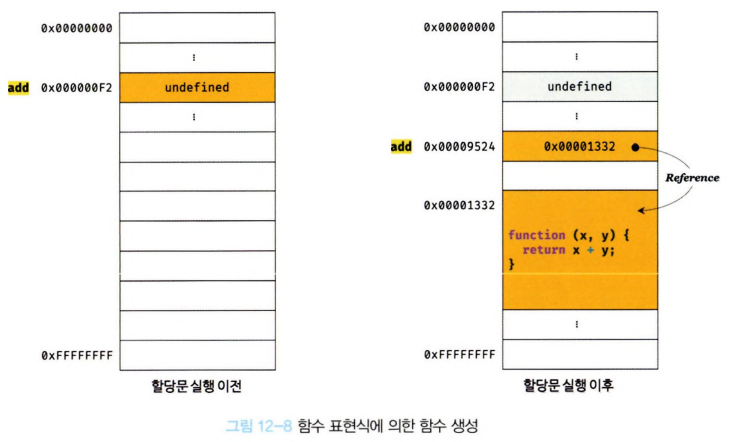 0x00000000
⋮
add 0x000000F2 undefined
⋮
0xFFFFFFFF
할당문 실행 이전
0x00000000
⋮
0x000000F2 undefined
⋮
add 0x00009524 0x00001332
Reference
0x00001332
function (x, y) {
return x + y;
}
⋮
0xFFFFFFFF
할당문 실행 이후
그림 12-8 함수 표현식에 의한 함수 생성